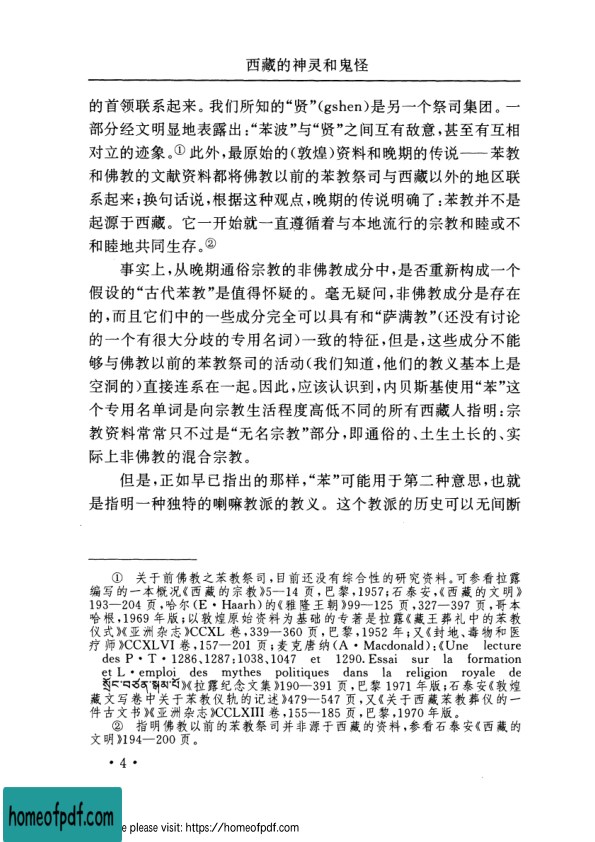 西藏的神灵和鬼怪
的首领联系起来。我们所知的“贤”(gshen)是另一个祭司集团。一
部分经文明显地表露出:“苯波”与“贤”之间互有敌意,甚至有互相
对立的迹象。① 此外,最原始的(敦煌)资料和晚期的传说——苯教
和佛教的文献资料都将佛教以前的苯教祭司与西藏以外的地区联
系起来;换句话说,根据这种观点,晚期的传说明确了:苯教并不是
起源于西藏。它一开始就一直遵循着与本地流行的宗教和睦或不
和睦地共同生存。②
事实上,从晚期通俗宗教的非佛教成分中,是否重新构成一个
假设的“古代苯教”是值得怀疑的。毫无疑问,非佛教成分是存在
的,而且它们中的一些成分完全可以具有和“萨满教”(还没有讨论
的一个有很大分歧的专用名词)一致的特征,但是,这些成分不能
够与佛教以前的苯教祭司的活动(我们知道,他们的教义基本上是
空洞的)直接连系在一起。因此,应该认识到,内贝斯基使用“苯”这
个专用名单词是向宗教生活程度高低不同的所有西藏人指明:宗
教资料常常只不过是“无名宗教”部分,即通俗的、土生土长的、实
际上非佛教的混合宗教。
但是,正如早已指出的那样,“苯”可能用于第二种意思,也就
是指明一种独特的喇嘛教派的教义。这个教派的历史可以无间断
① 关于前佛教之苯教祭司,目前还没有综合性的研究资料。可参看拉露
编写的一本概况《西藏的宗教》5—14 页,巴黎,1957;石泰安,《西藏的文明》
193—204 页,哈尔(E·Haarh)的《雅隆王朝》99—125 页,327—397 页,哥本
哈根,1969 年版;以敦煌原始资料为基础的专著是拉露《藏王葬礼中的苯教
仪式》《亚洲杂志》CCXL 卷,339—360 页,巴黎,1952 年;又《封地、毒物和医
疗师》CCXLVI 卷,157—201 页;麦克唐纳(A·Macdonald):《Une lecture
des P·T·1286、1287;1038、1047 et 1290. Essai sur la formation
et L·emploi des mythes politiques dans la religion royale de
སྲོང་བཙན་སྒམ་པོ》《拉露纪念文集》190—391 页,巴黎 1971 年版;石泰安《敦煌
藏文写卷中关于苯教仪轨的记述》479—547 页,又《关于西藏苯教葬仪的一
件古文书》《亚洲杂志》CCLXIII 卷,155—185 页,巴黎,1970 年版。
② 指明佛教以前的苯教祭司并非源于西藏的资料,参看石泰安《西藏的
文明》194—200 页。
·4·
homeofpdf.com
e please visit: https://homeofpdf.com